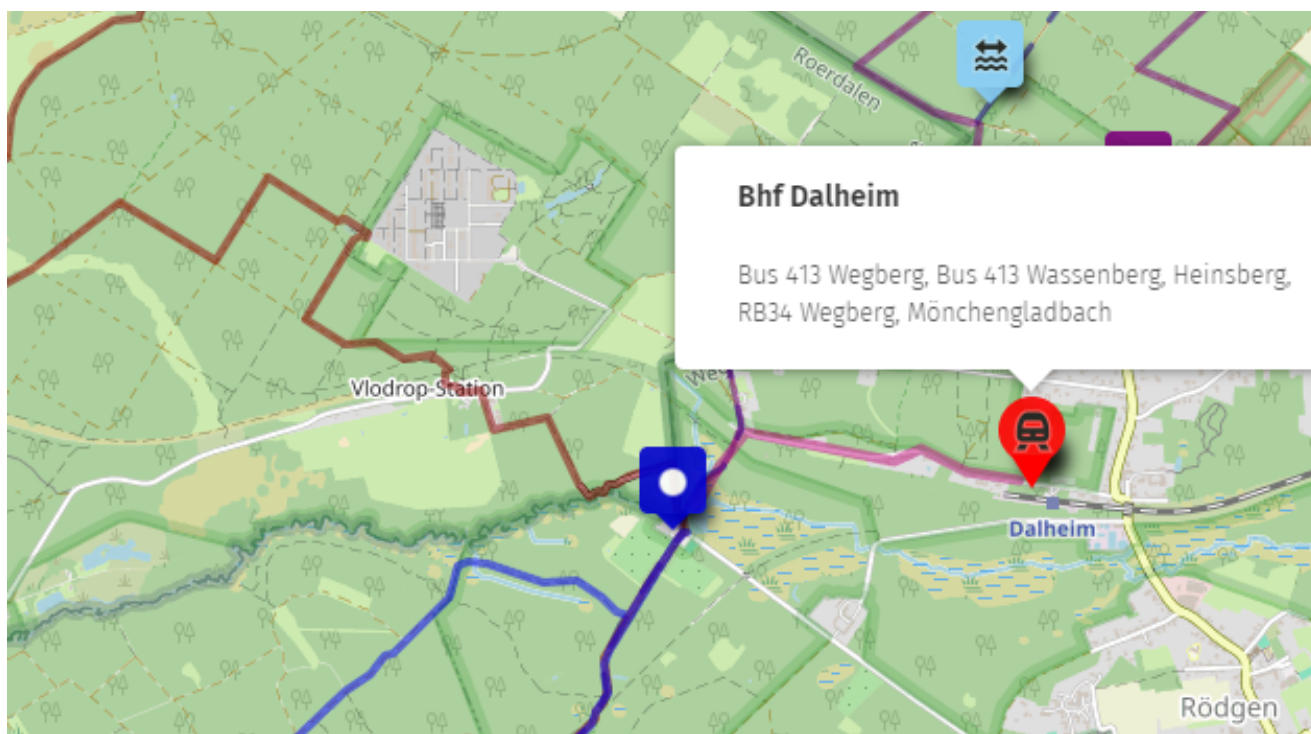 Roerdalen
Bhf Dalheim
Bus 413 Wegberg, Bus 413 Wassenberg, Heinsberg,
RB34 Wegberg, Mönchengladbach
Vlodrop-Station
Dalheim
Rödgen